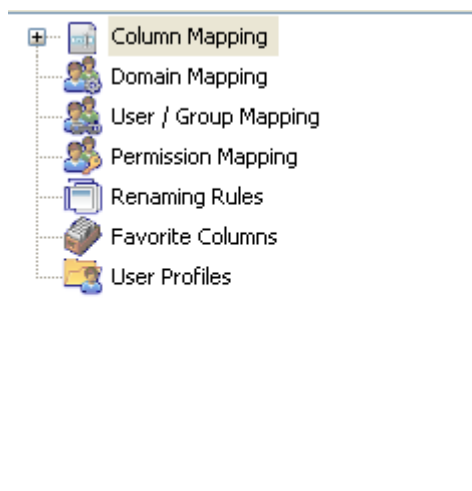 Column Mapping
Domain Mapping
User / Group Mapping
Permission Mapping
Renaming Rules
Favorite Columns
User Profiles